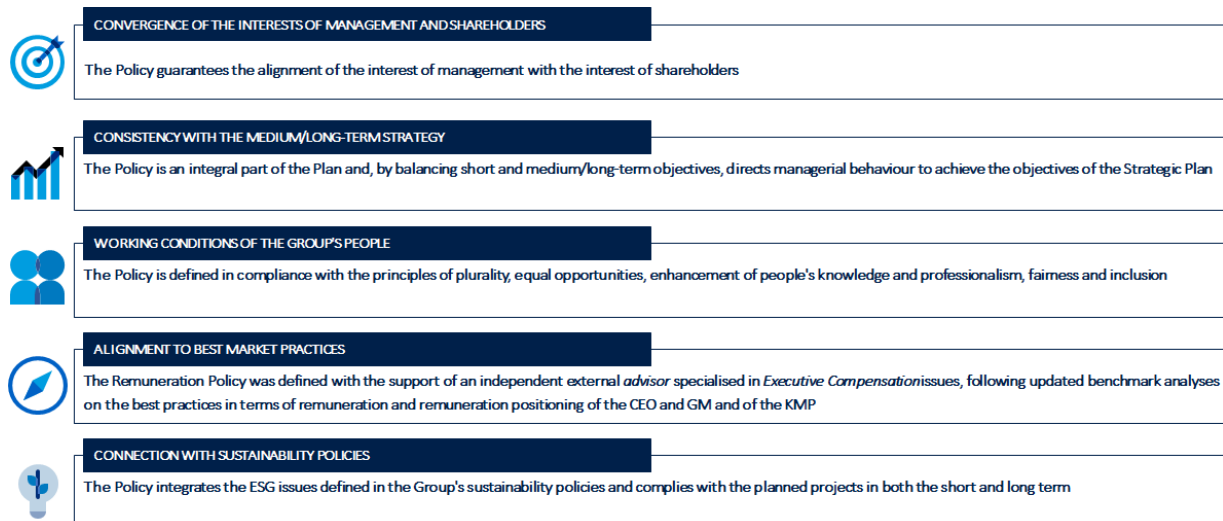 CONVERGENCE OF THE INTERESTS OF MANAGEMENT AND SHAREHOLDERS
The Policy guarantees the alignment of the interest of management with the interest of shareholders
CONSISTENCY WITH THE MEDIUM/LONG-TERM STRATEGY
The Policy is an integral part of the Plan and, by balancing short and medium/long-term objectives, directs managerial behaviour to achieve the objectives of the Strategic Plan
WORKING CONDITIONS OF THE GROUP'S PEOPLE
The Policy is defined in compliance with the principles of plurality, equal opportunities, enhancement of people's knowledge and professionalism, fairness and inclusion
ALIGNMENT TO BEST MARKET PRACTICES
The Remuneration Policy was defined with the support of an independent external advisor specialised in Executive Compensation issues, following updated benchmark analyses
on the best practices in terms of remuneration and remuneration positioning of the CEO and GM and of the KMP
CONNECTION WITH SUSTAINABILITY POLICIES
The Policy integrates the ESG issues defined in the Group's sustainability policies and complies with the planned projects in both the short and long term